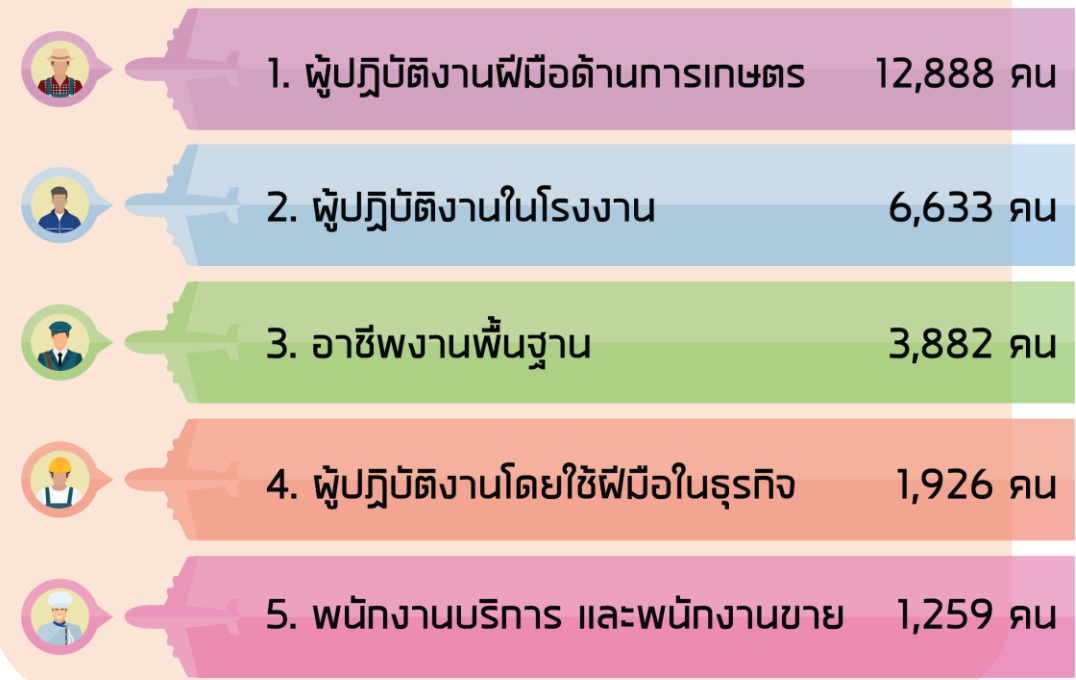 1. ผู้ปฏิบัติงานฝีมือด้านการเกษตร 12,888 คน
2. ผู้ปฏิบัติงานในโรงงาน 6,633 คน
3. อาชีพงานพื้นฐาน 3,882 คน
4. ผู้ปฏิบัติงานโดยใช้ฝีมือในธุรกิจ 1,926 คน
5. พนักงานบริการ และพนักงานขาย 1,259 คน